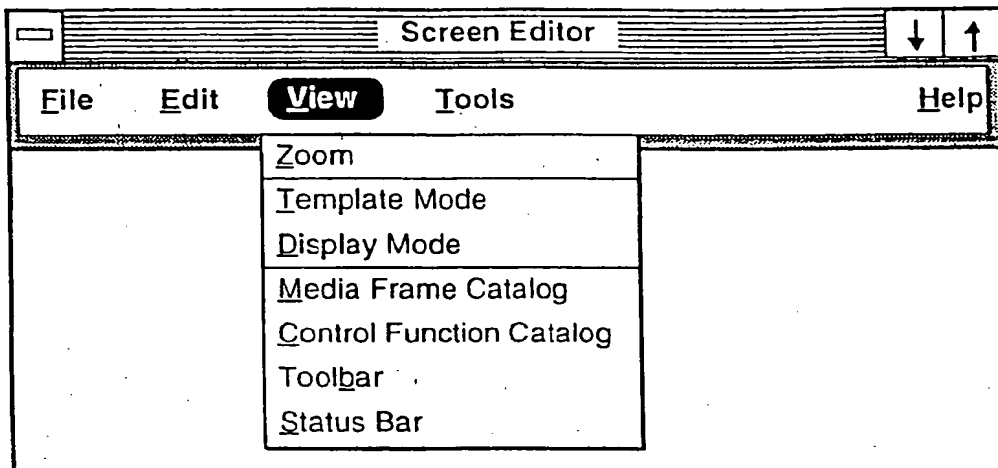 Screen Editor
File Edit View Tools Help
Zoom
Template Mode
Display Mode
Media Frame Catalog
Control Function Catalog
Toolbar
Status Bar